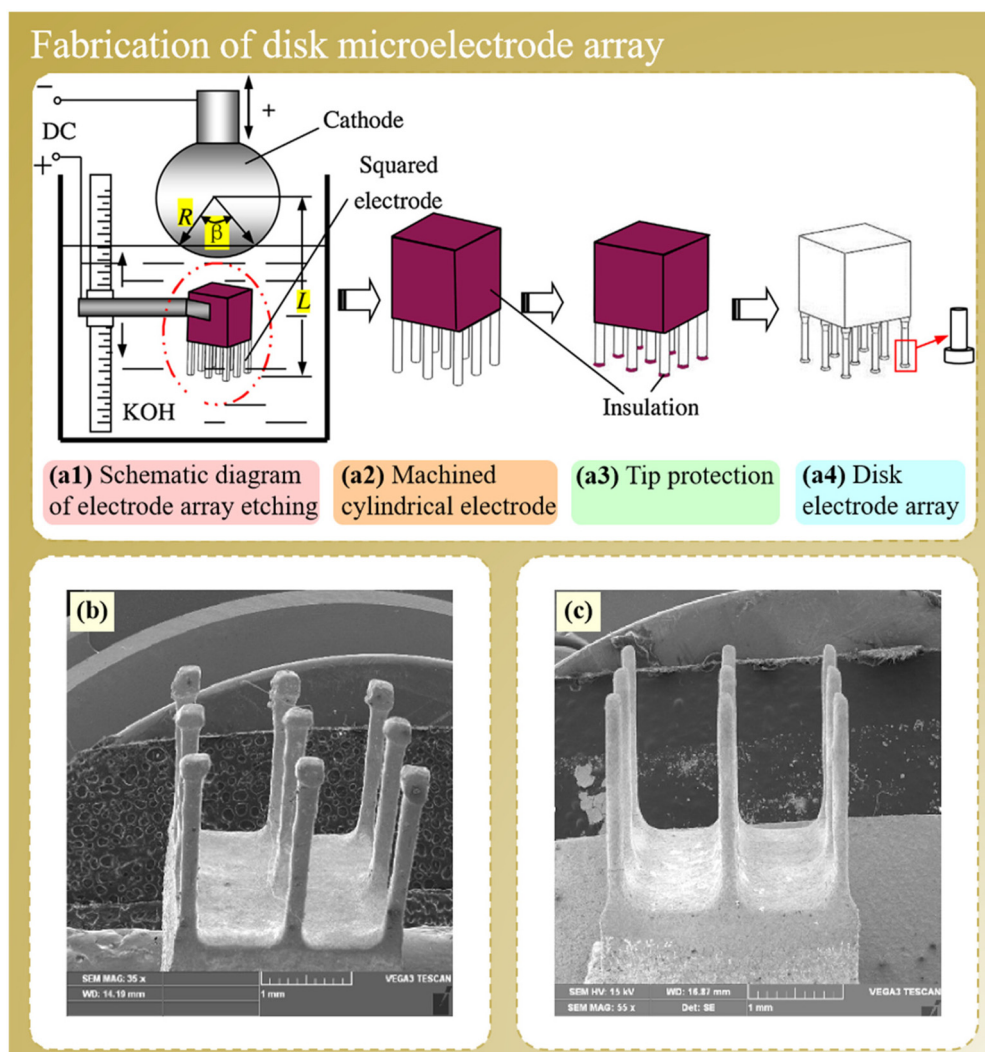 Fabrication of disk microelectrode array
−
+
DC
Cathode
+
Squared
electrode
R
β
L
KOH
Insulation
(a1) Schematic diagram
of electrode array etching
(a2) Machined
cylindrical electrode
(a3) Tip protection
(a4) Disk
electrode array
(b)
SEM MAG: 35 x
WD: 14.19 mm
1 mm
VEGA3 TESCAN
(c)
SEM HV: 15 kV
WD: 16.87 mm
SEM MAG: 55 x
Det: SE
1 mm
VEGA3 TESCAN